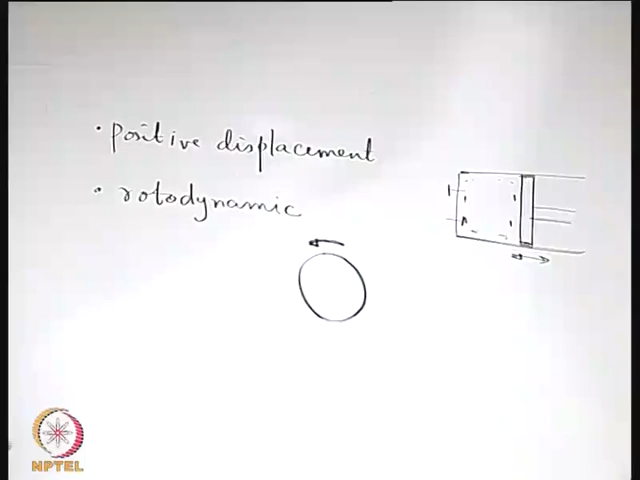 • positive displacement
• rotodynamic
NPTEL